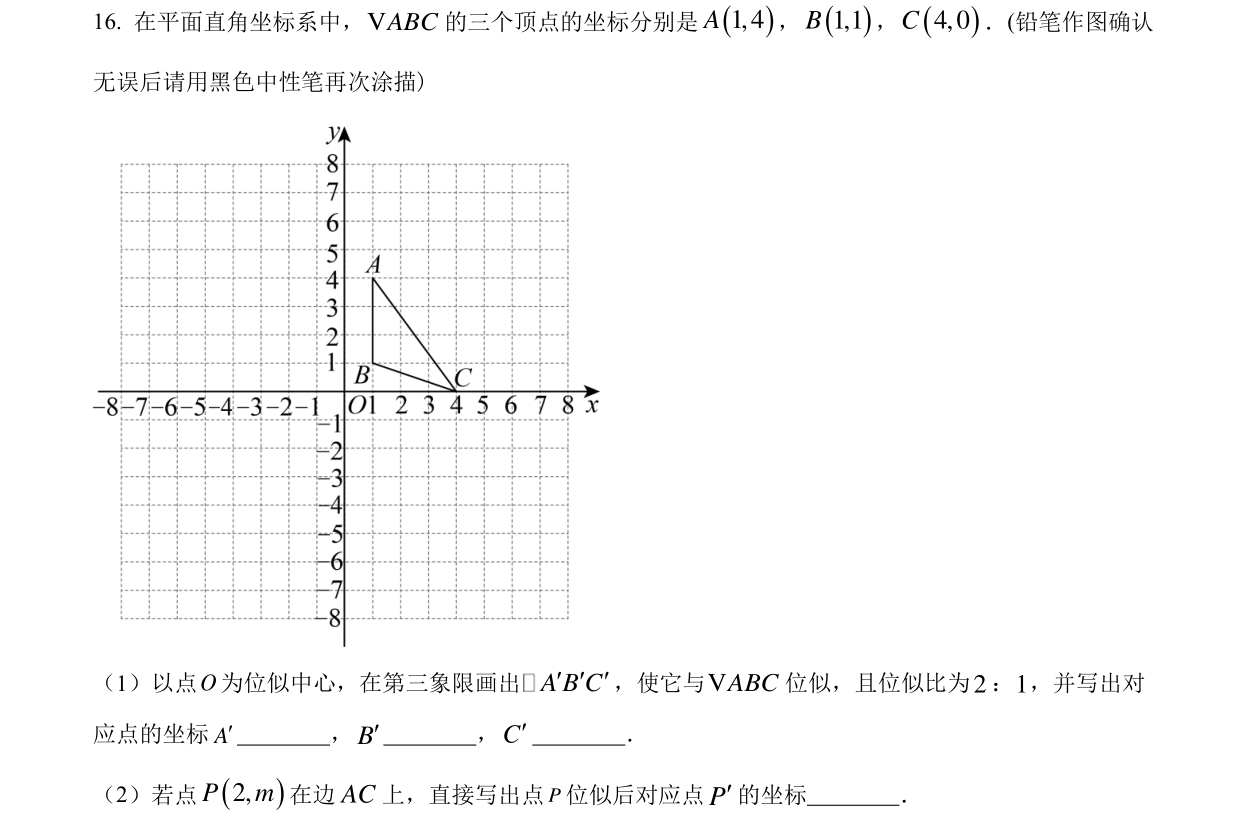 16. 在平面直角坐标系中，VABC 的三个顶点的坐标分别是 A(1,4)，B(1,1)，C(4,0)．(铅笔作图确认
无误后请用黑色中性笔再次涂描)
y
8
7
6
5
A
4
3
2
1
B
C
-8 -7 -6 -5 -4 -3 -2 -1 O 1 2 3 4 5 6 7 8 x
-1
-2
-3
-4
-5
-6
-7
-8
（1）以点O为位似中心，在第三象限画出□A′B′C′，使它与VABC 位似，且位似比为2：1，并写出对
应点的坐标 A′________，B′________，C′________．
（2）若点 P(2,m) 在边 AC 上，直接写出点 P 位似后对应点 P′ 的坐标________．